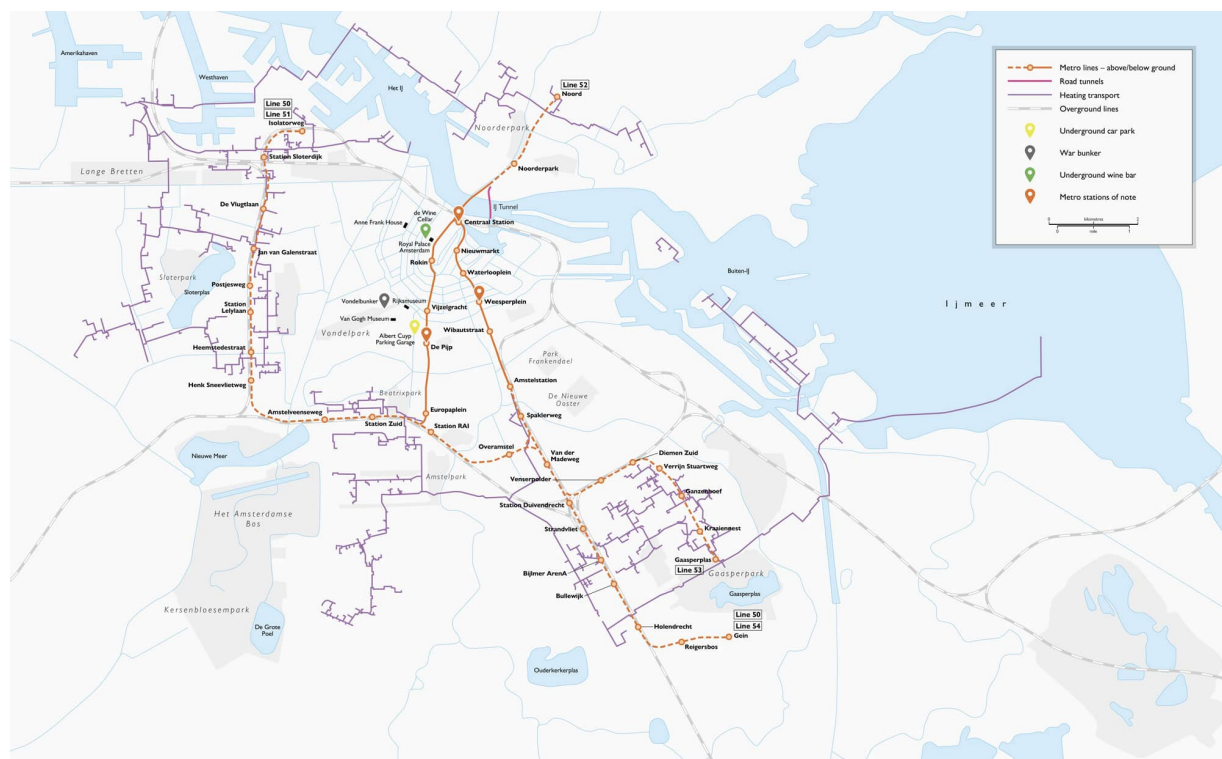 Amerikahaven
Westhaven
Het IJ
Line 52
Noord
Line 50
Line 51
Isolatorweg
Noorderpark
Station Sloterdijk
Lange Bretten
Noorderpark
De Vlugtlaan
IJ Tunnel
de Wine
Cellar
Anne Frank House
Centraal Station
Royal Palace
Amsterdam
Jan van Galenstraat
Nieuwmarkt
Rokin
Waterlooplein
Buiten-IJ
Slaterpark
Sloterplas
Postjesweg
Station
Lelylaan
Vondelbunker
Rijksmuseum
Weesperplein
Ijmeer
Vijzelgracht
Van Gogh Museum
Vondelpark
Wibautstraat
Albert Cuyp
Parking Garage
De Pijp
Heemstedestraat
Park
Frankendael
Henk Sneevlietweg
Amstelstation
Beatrixpark
De Nieuwe
Ooster
Amstelveenseweg
Europaplein
Spaklerweg
Station Zuid
Station RAI
Overamstel
Van der
Madeweg
Diemen Zuid
Nieuwe Meer
Verrijn Stuartweg
Amstelpark
Venserpolder
Ganzenhoef
Station Duivendrecht
Het Amsterdamse
Bos
Strandvliet
Kraaiennest
Gaasperplas
Line 53
Gaasperpark
Bijlmer ArenA
Bullewijk
Gaasperplas
Kersenbloesempark
De Grote
Poel
Line 50
Line 54
Holendrecht
Gein
Reigersbos
Ouderkerkerplas
Metro lines – above/below ground
Road tunnels
Heating transport
Overground lines
Underground car park
War bunker
Underground wine bar
Metro stations of note
0 kilometres 2
0 mile 1